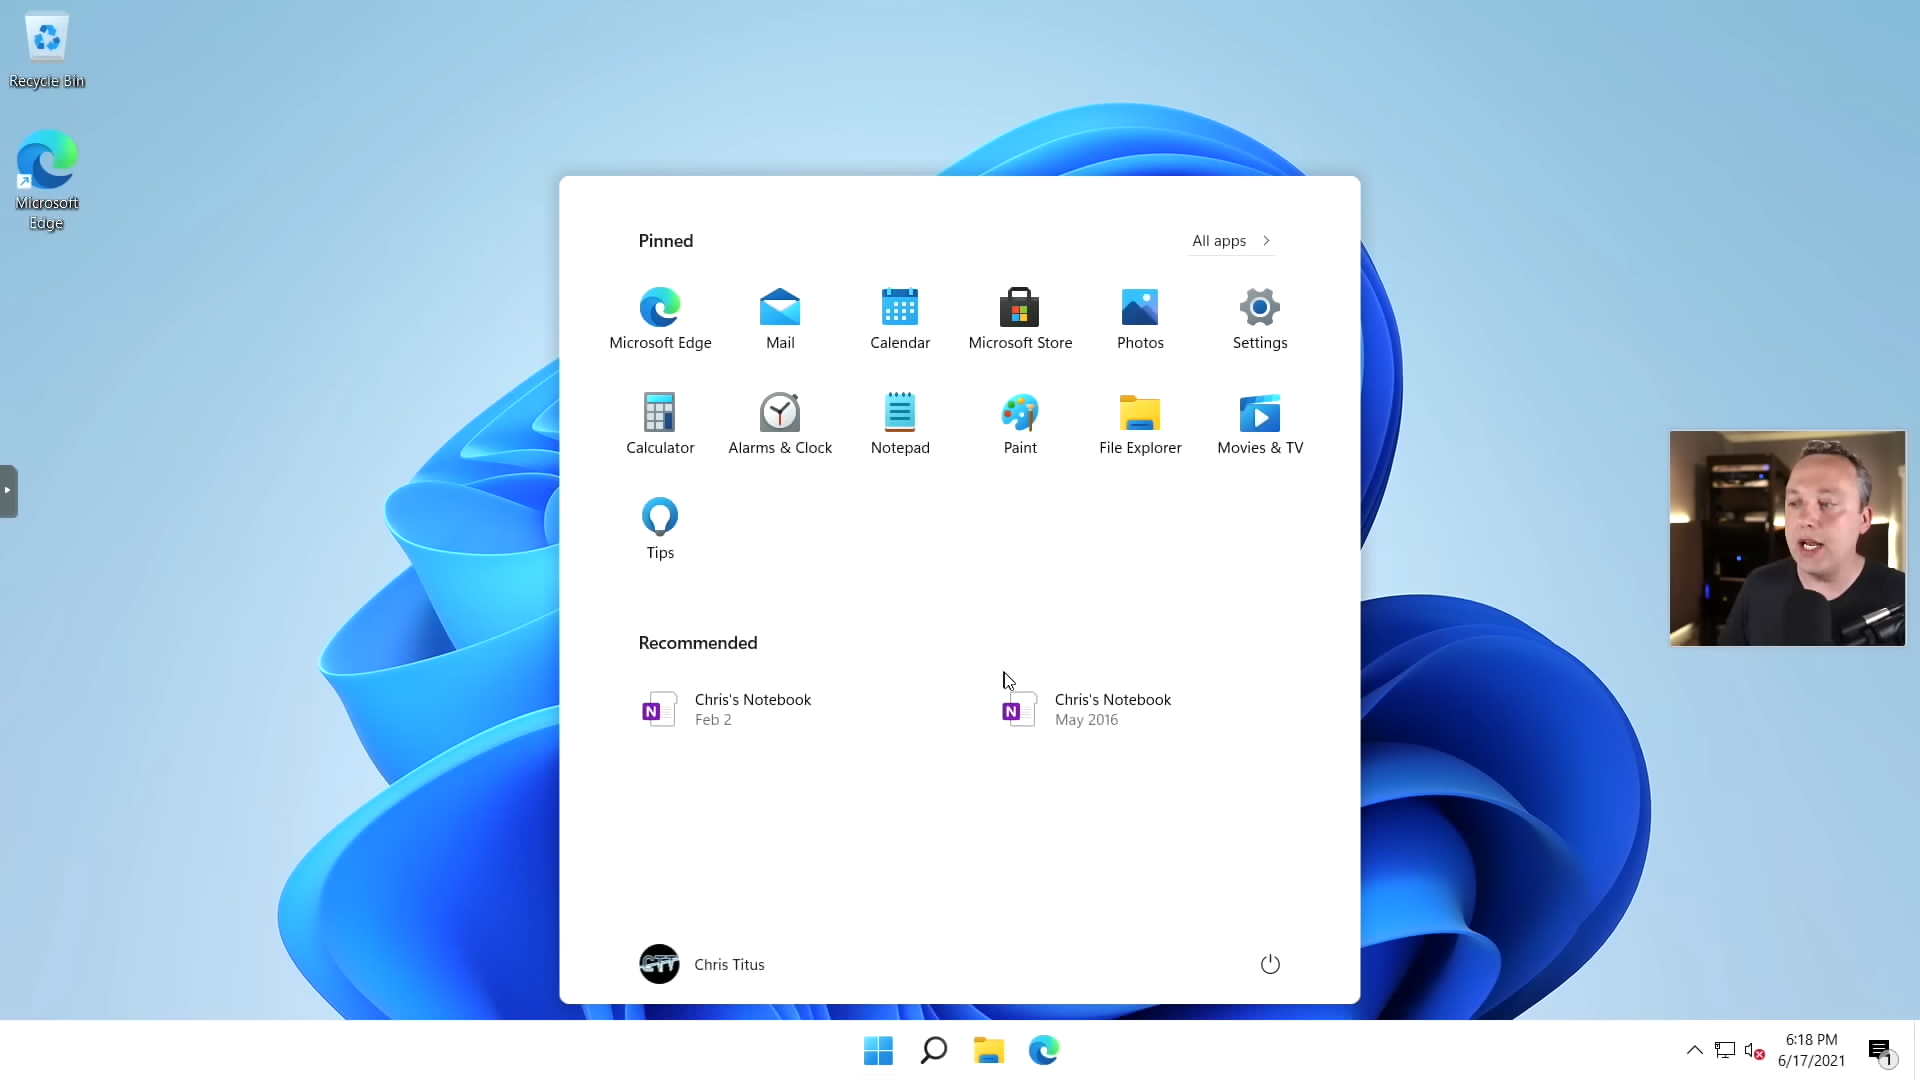 Recycle Bin
Microsoft
Edge
Pinned
All apps
Microsoft Edge
Mail
Calendar
Microsoft Store
Photos
Settings
Calculator
Alarms & Clock
Notepad
Paint
File Explorer
Movies & TV
Tips
Recommended
N
Chris's Notebook
Feb 2
N
Chris's Notebook
May 2016
CTT
Chris Titus
6:18 PM
6/17/2021
1